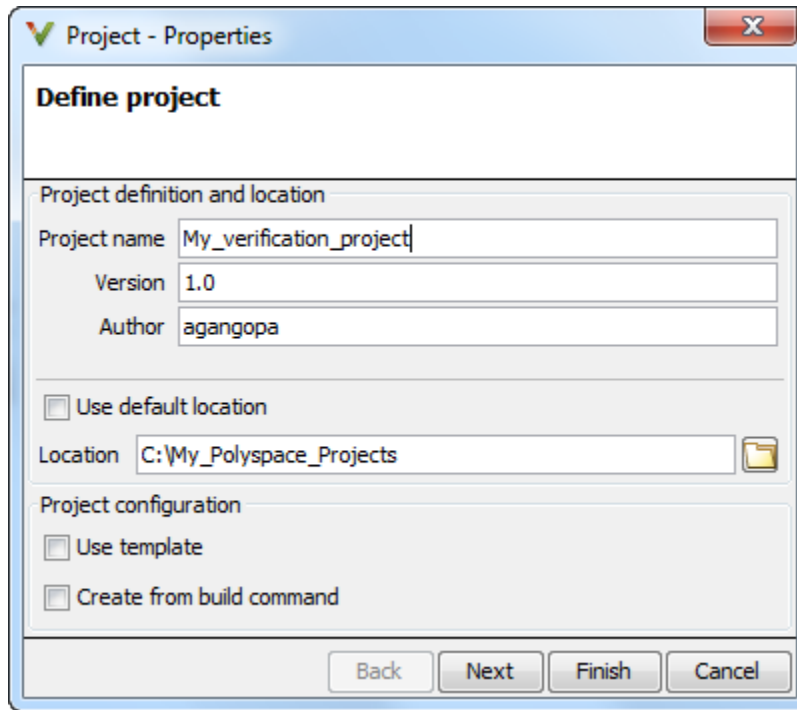 Project - Properties
Define project
Project definition and location
Project name My_verification_project
Version 1.0
Author agangopa
Use default location
Location C:\My_Polyspace_Projects
Project configuration
Use template
Create from build command
Back Next Finish Cancel